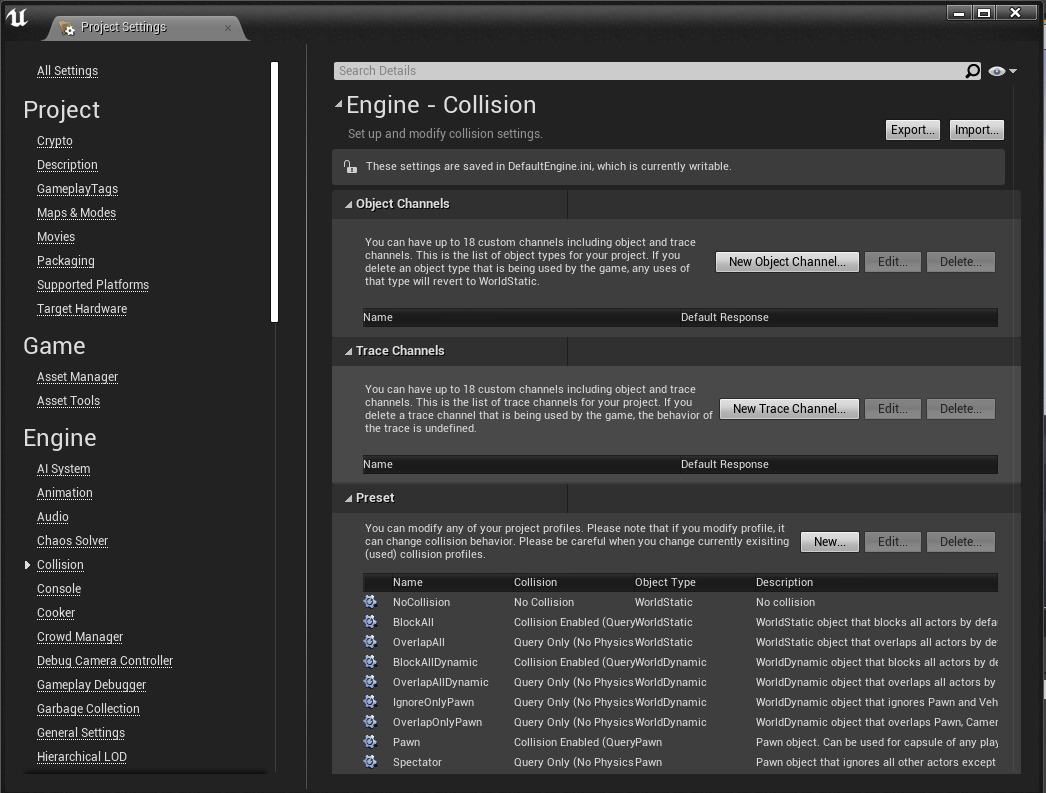 Project Settings
All Settings
Project
Crypto
Description
GameplayTags
Maps & Modes
Movies
Packaging
Supported Platforms
Target Hardware
Game
Asset Manager
Asset Tools
Engine
AI System
Animation
Audio
Chaos Solver
Collision
Console
Cooker
Crowd Manager
Debug Camera Controller
Gameplay Debugger
Garbage Collection
General Settings
Hierarchical LOD
Search Details
Engine - Collision
Set up and modify collision settings.
Export... Import...
These settings are saved in DefaultEngine.ini, which is currently writable.
Object Channels
You can have up to 18 custom channels including object and trace
channels. This is the list of object types for your project. If you
delete an object type that is being used by the game, any uses of
that type will revert to WorldStatic.
New Object Channel... Edit... Delete...
Name Default Response
Trace Channels
You can have up to 18 custom channels including object and trace
channels. This is the list of trace channels for your project. If you
delete a trace channel that is being used by the game, the behavior of
the trace is undefined.
New Trace Channel... Edit... Delete...
Name Default Response
Preset
You can modify any of your project profiles. Please note that if you modify profile, it
can change collision behavior. Please be careful when you change currently exisiting
(used) collision profiles.
New... Edit... Delete...
Name Collision Object Type Description
NoCollision No Collision WorldStatic No collision
BlockAll Collision Enabled (Query WorldStatic WorldStatic object that blocks all actors by defau
OverlapAll Query Only (No Physics WorldStatic WorldStatic object that overlaps all actors by def
BlockAllDynamic Collision Enabled (Query WorldDynamic WorldDynamic object that blocks all actors by de
OverlapAllDynamic Query Only (No Physics WorldDynamic WorldDynamic object that overlaps all actors by
IgnoreOnlyPawn Query Only (No Physics WorldDynamic WorldDynamic object that ignores Pawn and Veh
OverlapOnlyPawn Query Only (No Physics WorldDynamic WorldDynamic object that overlaps Pawn, Camer
Pawn Collision Enabled (Query Pawn Pawn object. Can be used for capsule of any play
Spectator Query Only (No Physics Pawn Pawn object that ignores all other actors except